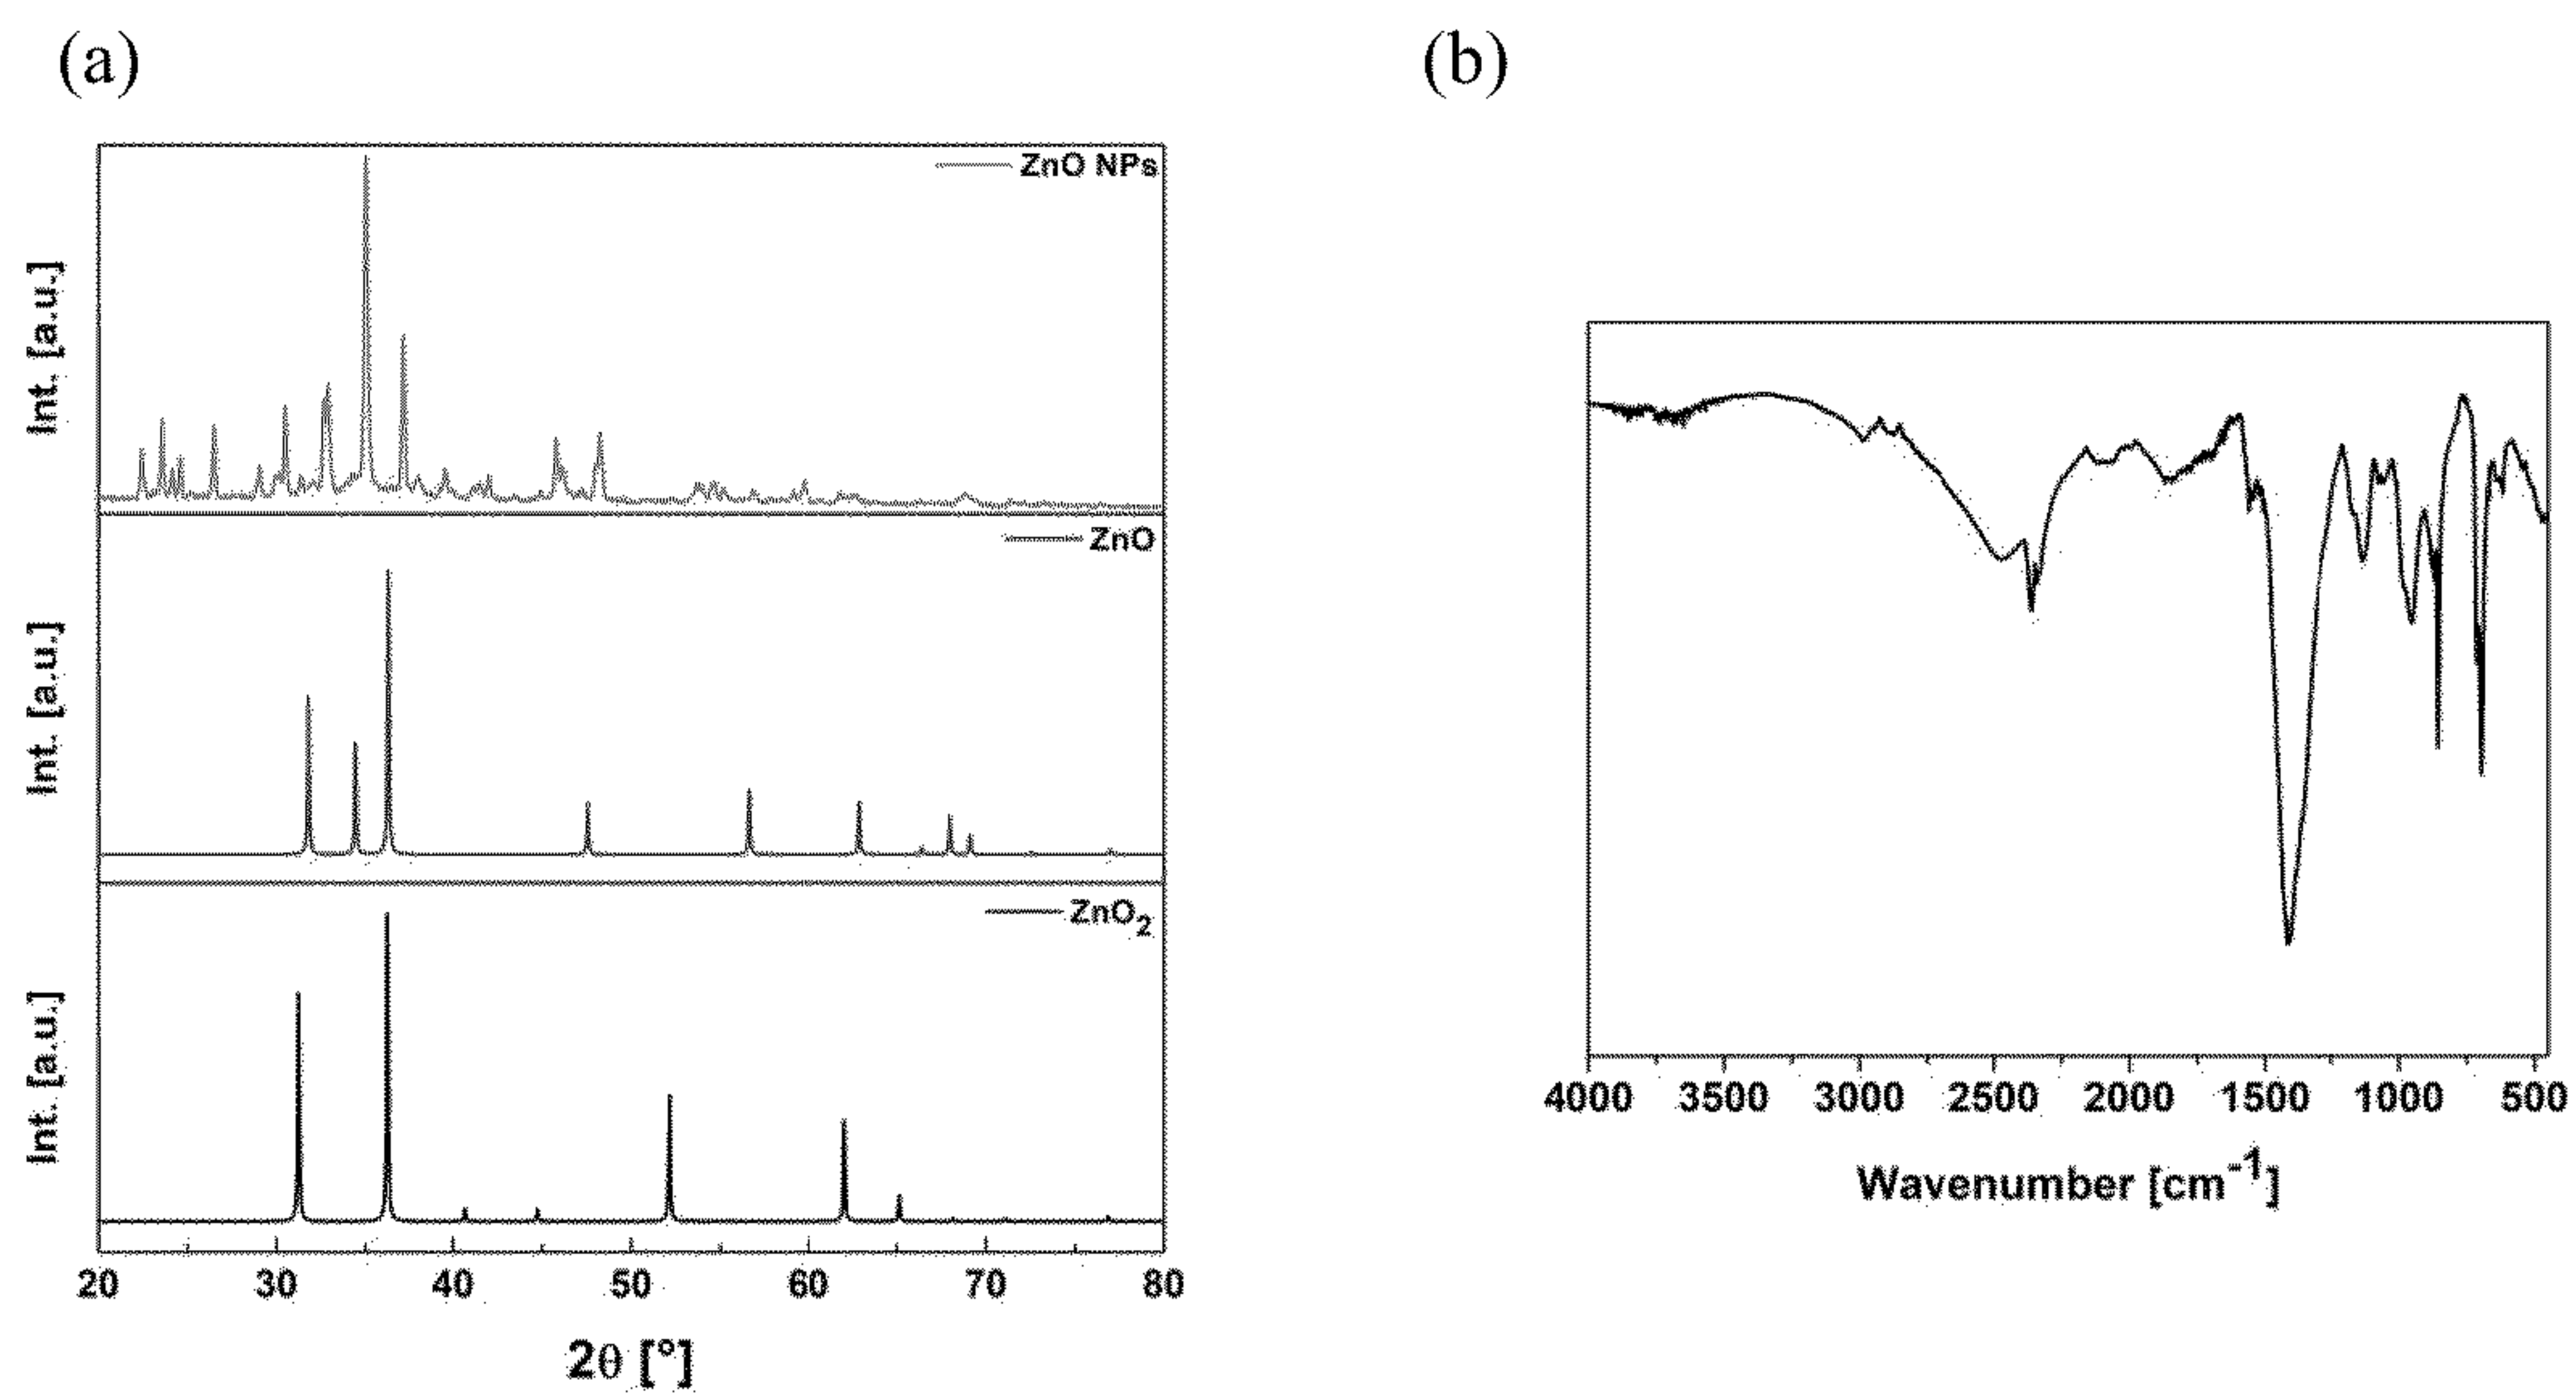 (a)
(b)
ZnO NPs
Int. [a.u.]
ZnO
Int. [a.u.]
ZnO₂
Int. [a.u.]
20 30 40 50 60 70 80
2θ [°]
4000 3500 3000 2500 2000 1500 1000 500
Wavenumber [cm⁻¹]